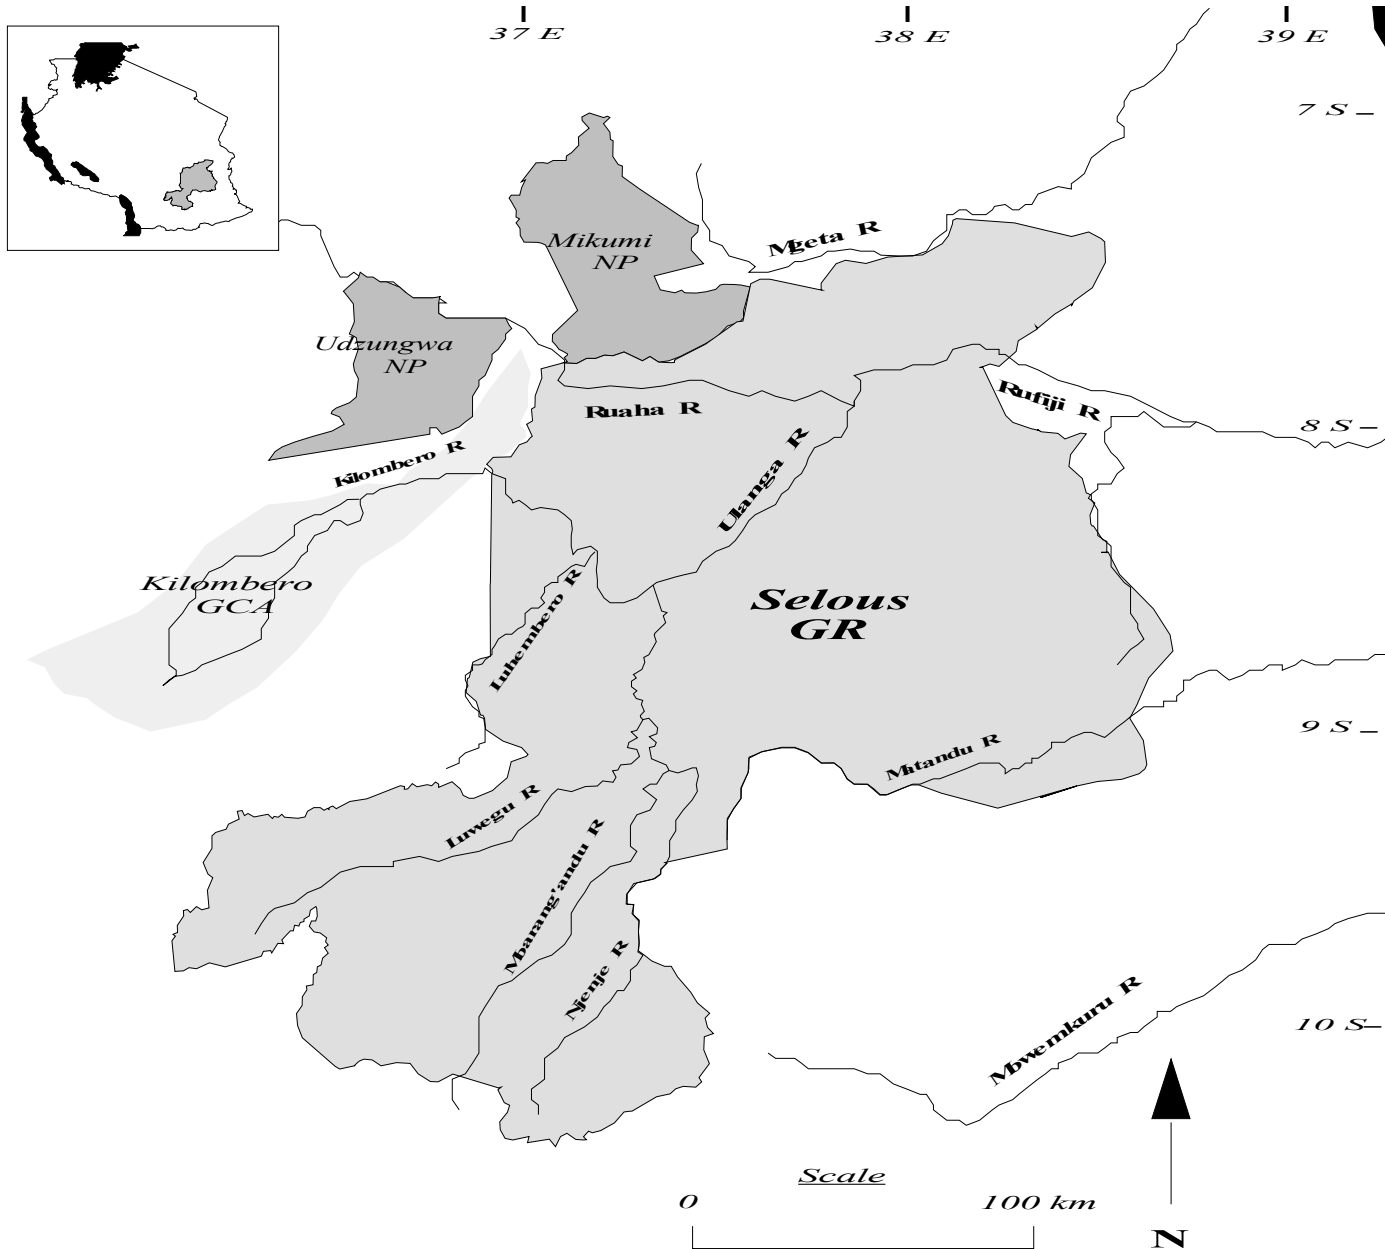 37 E
38 E
39 E
7 S
Mgeta R
Mikumi
NP
Udzungwa
NP
Rufiji R
Ruaha R
8 S
Kilombero R
Ulanga R
Kilombero
GCA
Luhembero R
Selous
GR
9 S
Matandu R
Luwegu R
Mbarang'andu R
Njenje R
Mbwemkuru R
10 S
Scale
0
100 km
N